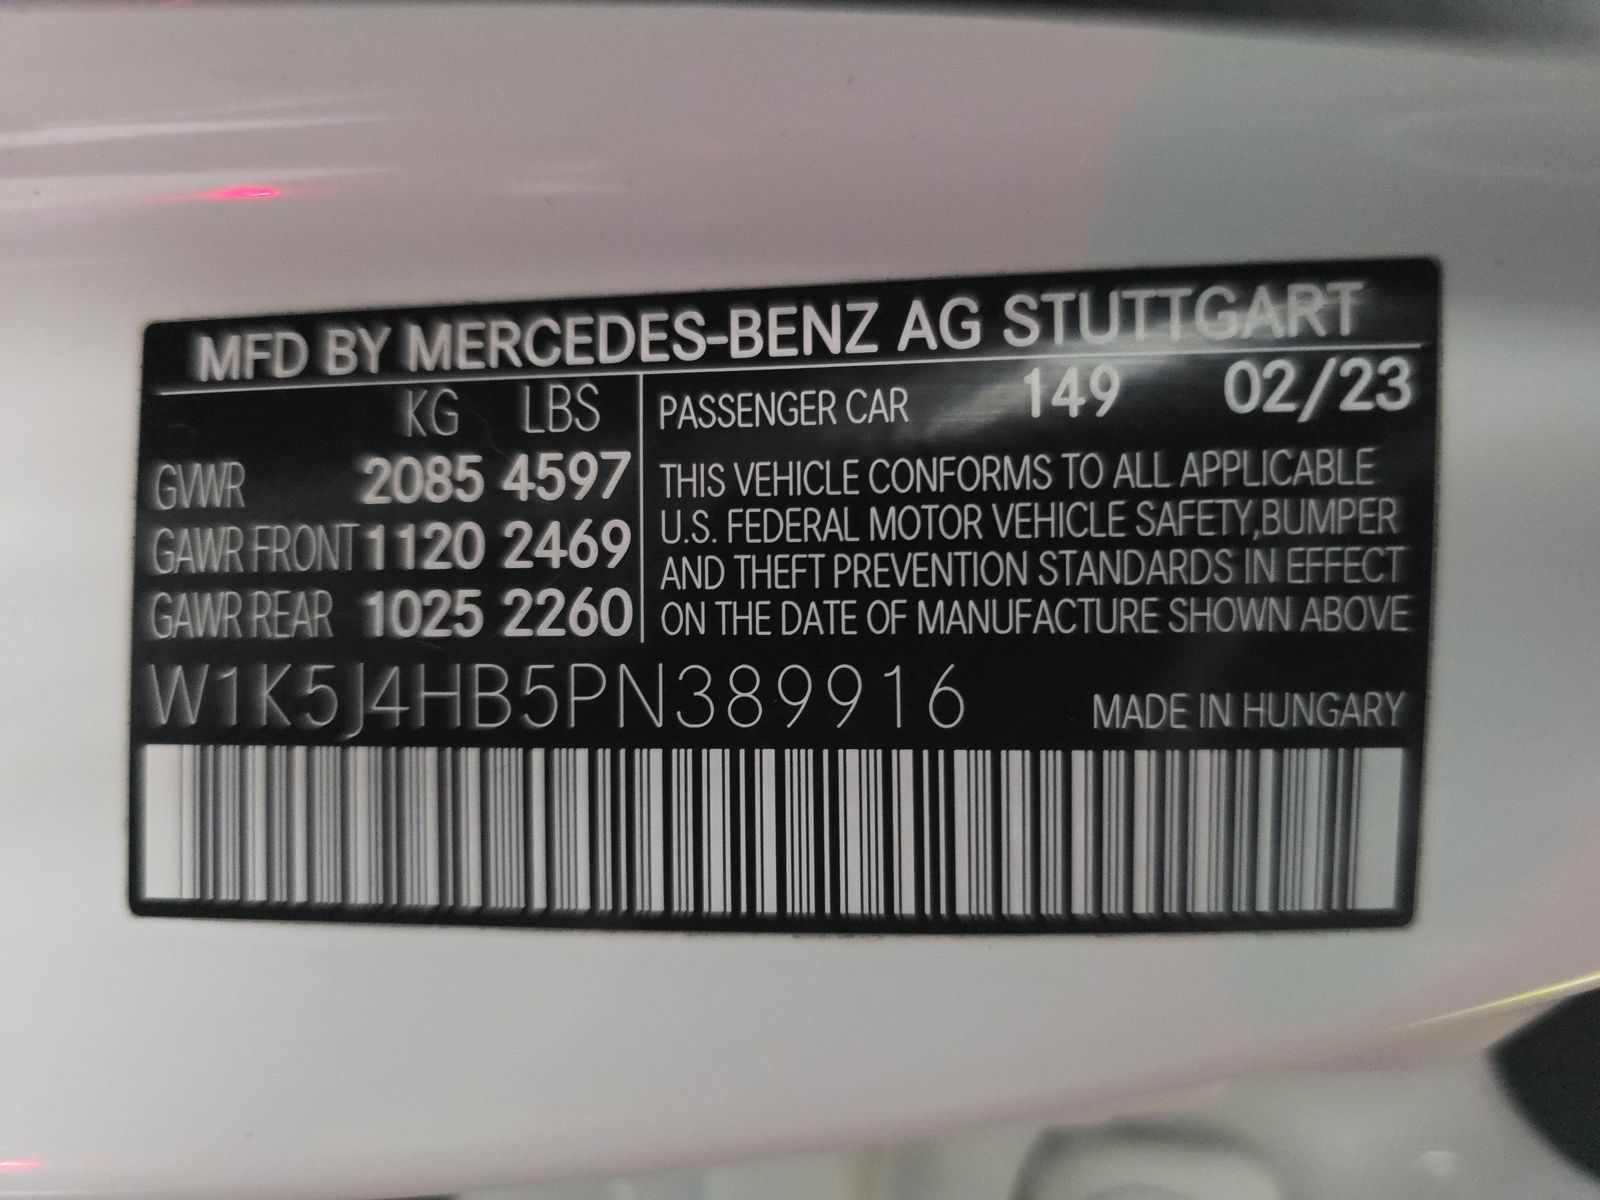 MFD BY MERCEDES-BENZ AG STUTTGART
KG LBS
GVWR 2085 4597
GAWR FRONT 1120 2469
GAWR REAR 1025 2260
PASSENGER CAR 149 02/23
THIS VEHICLE CONFORMS TO ALL APPLICABLE
U.S. FEDERAL MOTOR VEHICLE SAFETY,BUMPER
AND THEFT PREVENTION STANDARDS IN EFFECT
ON THE DATE OF MANUFACTURE SHOWN ABOVE
W1K5J4HB5PN389916
MADE IN HUNGARY